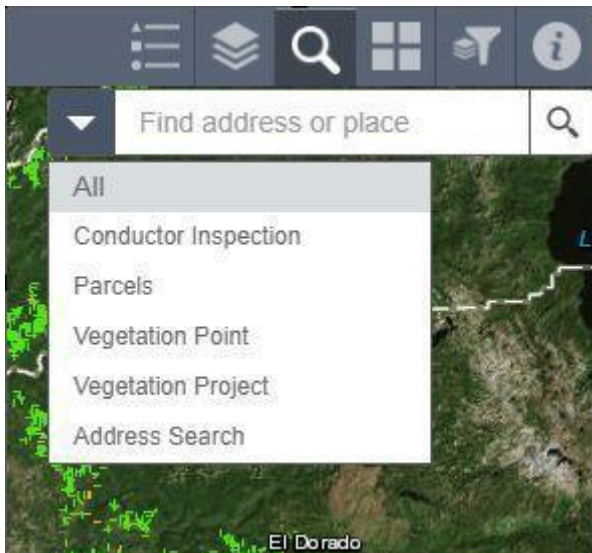 i
Find address or place
All
Conductor Inspection
Parcels
Vegetation Point
Vegetation Project
Address Search
L
El Dorado